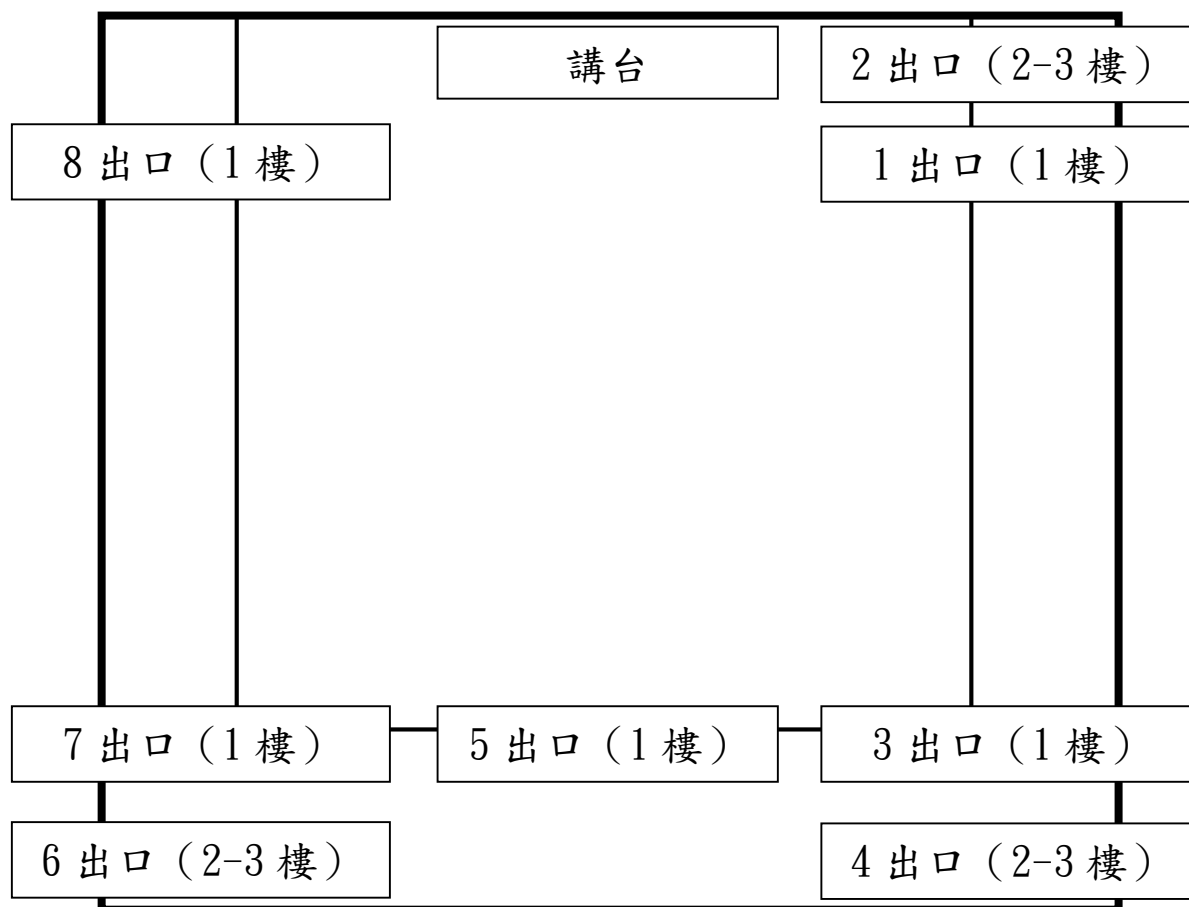 講台
2 出口（2-3 樓）
8 出口（1 樓）
1 出口（1 樓）
7 出口（1 樓）
5 出口（1 樓）
3 出口（1 樓）
6 出口（2-3 樓）
4 出口（2-3 樓）